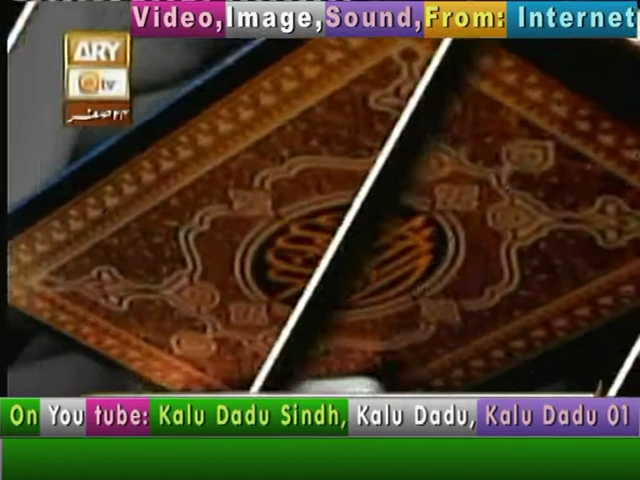 Video,Image,Sound,From: Internet
ARY
Qtv
On You tube: Kalu Dadu Sindh, Kalu Dadu, Kalu Dadu 01